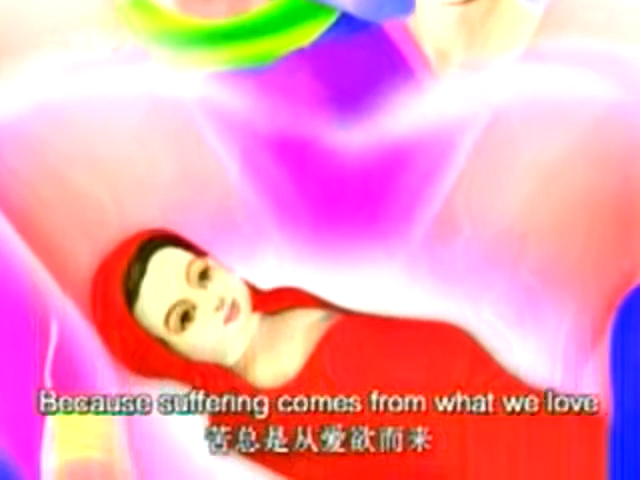 Because suffering comes from what we love
苦总是从爱欲而来